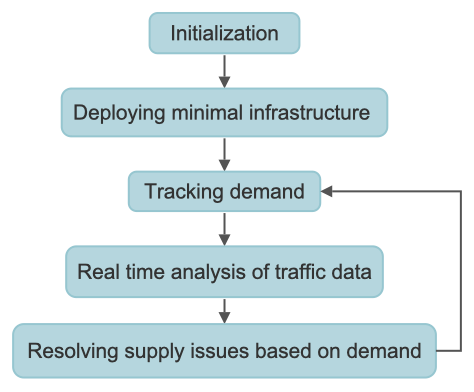 Initialization
Deploying minimal infrastructure
Tracking demand
Real time analysis of traffic data
Resolving supply issues based on demand